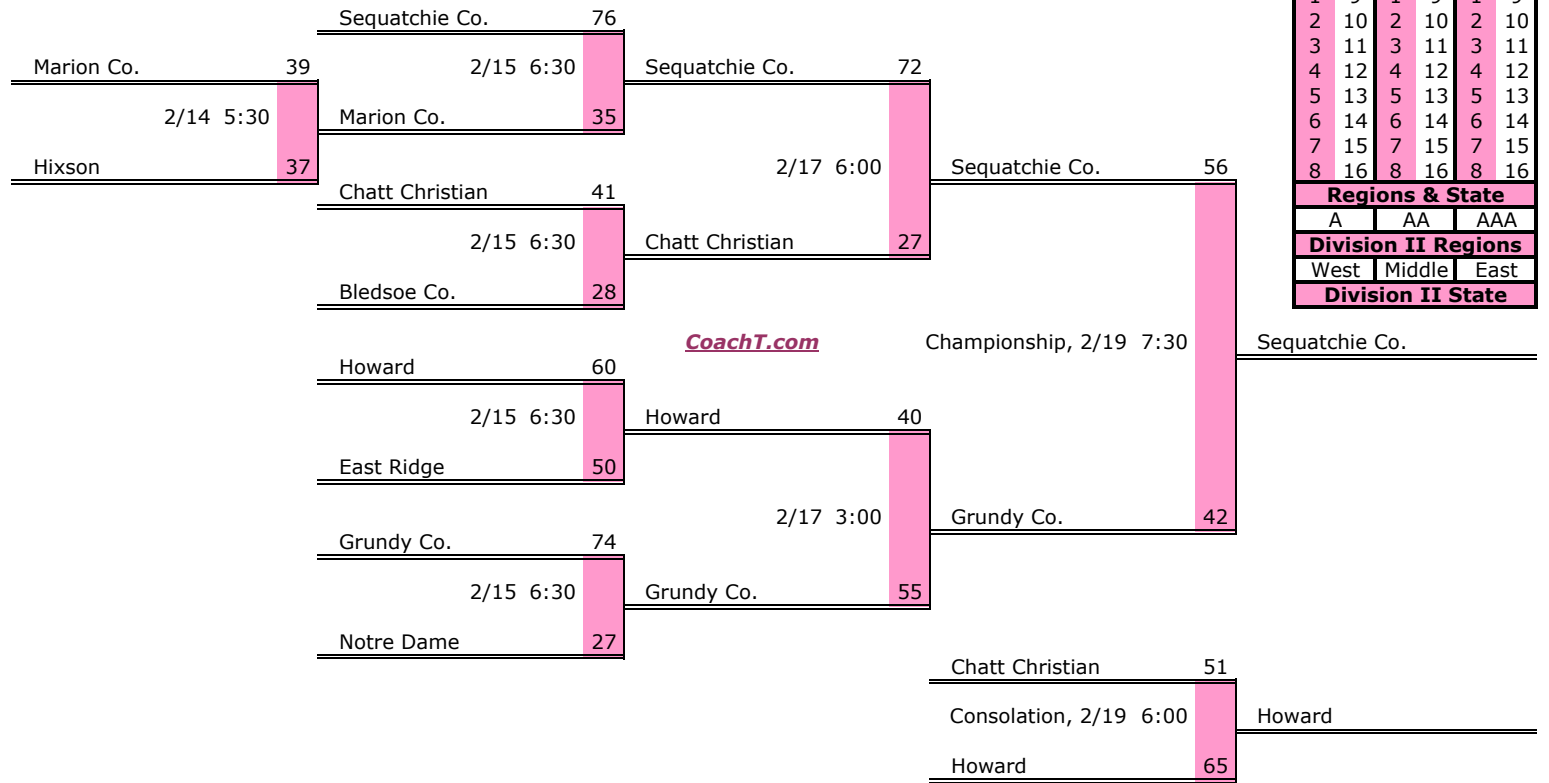 Sequatchie Co. 76
2/15 6:30
Marion Co. 35
Marion Co. 39
2/14 5:30
Hixson 37
Sequatchie Co. 72
2/17 6:00
Chatt Christian 27
Chatt Christian 41
2/15 6:30
Bledsoe Co. 28
Sequatchie Co. 56
Championship, 2/19 7:30
Grundy Co. 42
Sequatchie Co.
CoachT.com
Howard 60
2/15 6:30
East Ridge 50
Howard 40
2/17 3:00
Grundy Co. 55
Grundy Co. 74
2/15 6:30
Notre Dame 27
Chatt Christian 51
Consolation, 2/19 6:00
Howard 65
Howard
2 10 2 10 2 10
3 11 3 11 3 11
4 12 4 12 4 12
5 13 5 13 5 13
6 14 6 14 6 14
7 15 7 15 7 15
8 16 8 16 8 16
Regions & State
A AA AAA
Division II Regions
West Middle East
Division II State